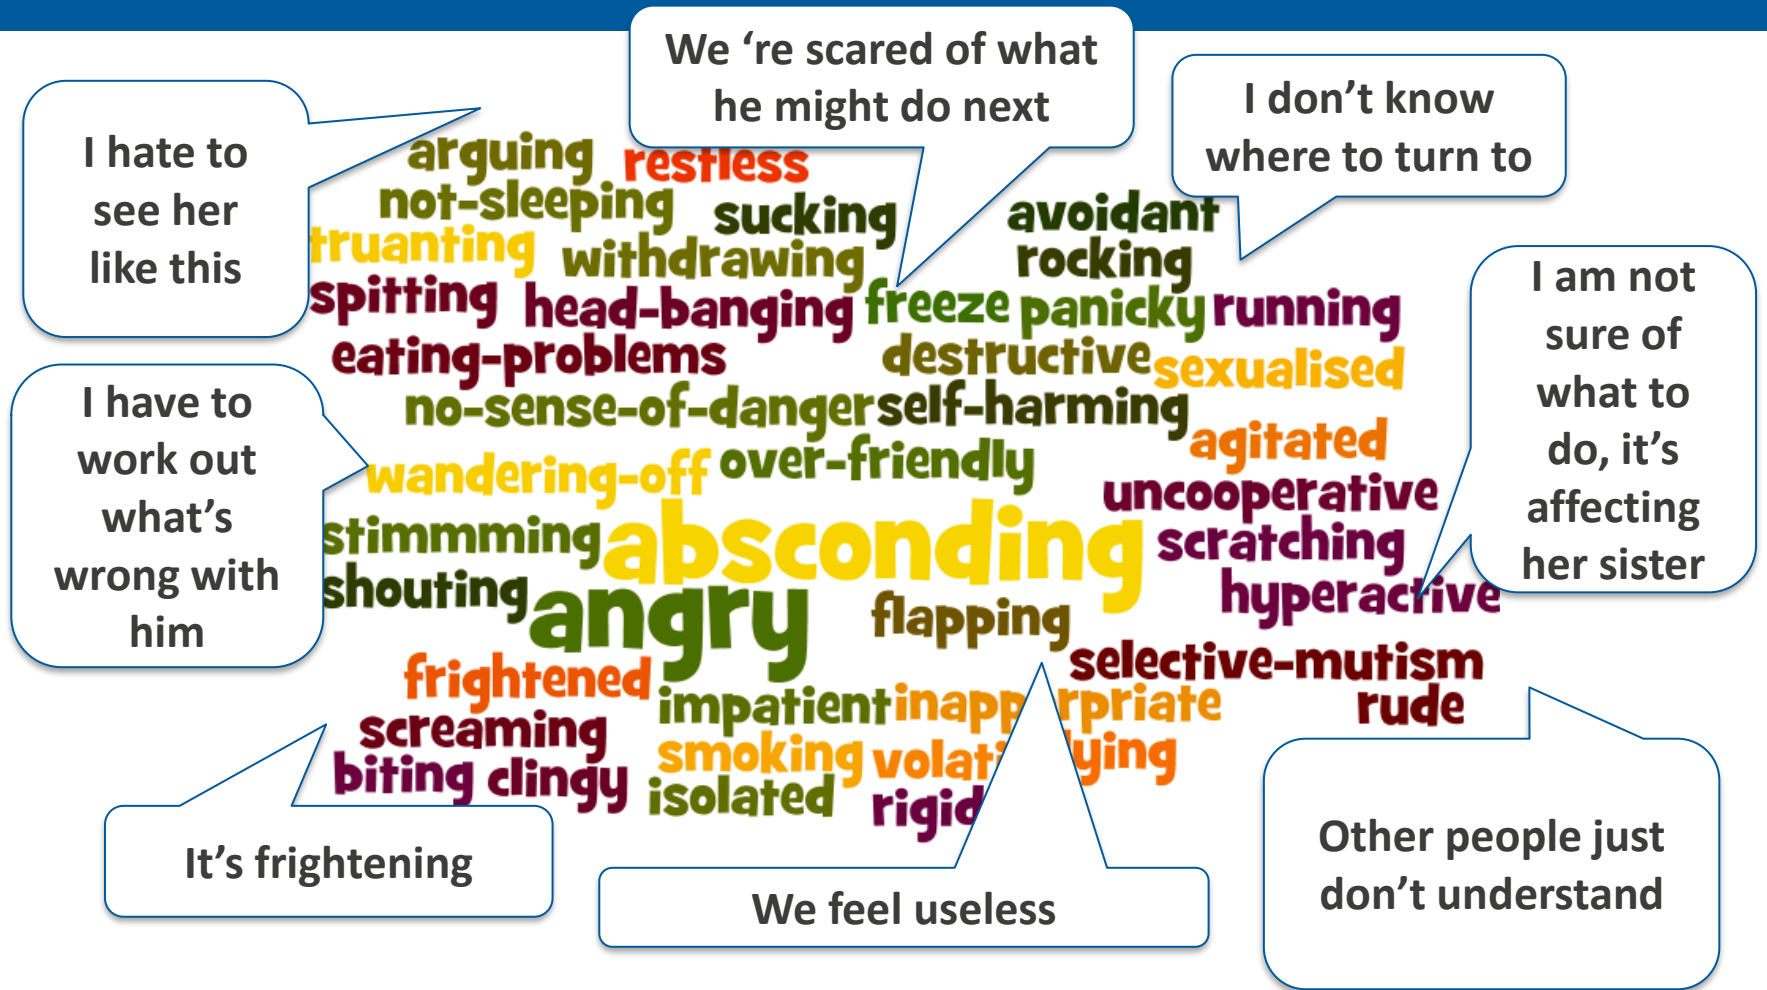 We ‘re scared of what
he might do next
I don’t know
where to turn to
I hate to
see her
like this
arguing restless
not-sleeping sucking avoidant
truanting withdrawing rocking
spitting head-banging freeze panicky running
eating-problems destructive sexualised
no-sense-of-danger self-harming
agitated
wandering-off over-friendly
uncooperative
stimmming absconding scratching
shouting angry flapping hyperactive
frightened selective-mutism
impatient rude
screaming
smoking
biting clingy isolated
I am not
sure of
what to
do, it’s
affecting
her sister
I have to
work out
what’s
wrong with
him
It’s frightening
We feel useless
Other people just
don’t understand